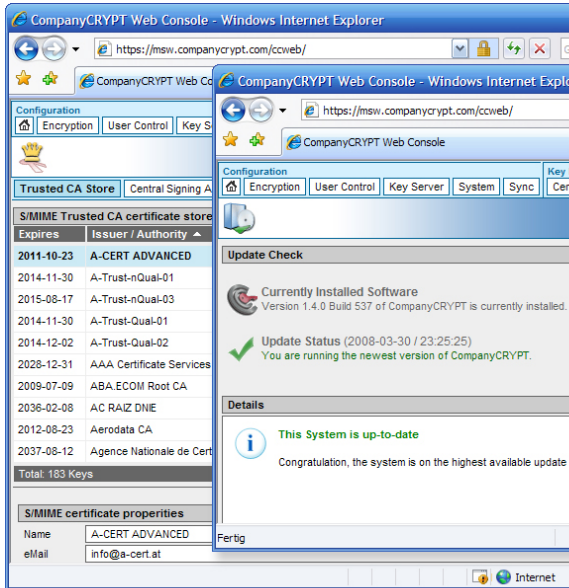 CompanyCRYPT Web Console - Windows Internet Explorer
https://msw.companycrypt.com/ccweb/
CompanyCRYPT Web Co
Configuration
Encryption User Control Key S
Trusted CA Store Central Signing A
S/MIME Trusted CA certificate store
Expires Issuer / Authority
2011-10-23 A-CERT ADVANCED
2014-11-30 A-Trust-nQual-01
2015-08-17 A-Trust-nQual-03
2014-11-30 A-Trust-Qual-01
2014-12-02 A-Trust-Qual-02
2028-12-31 AAA Certificate Services
2009-07-09 ABA.ECOM Root CA
2036-02-08 AC RAIZ DNIE
2012-08-23 Aerodata CA
2037-08-12 Agence Nationale de Cert
Total: 183 Keys
S/MIME certificate properities
Name A-CERT ADVANCED
eMail info@a-cert.at
CompanyCRYPT Web Console - Windows Internet Explo
https://msw.companycrypt.com/ccweb/
CompanyCRYPT Web Console
Configuration Key
Encryption User Control Key Server System Sync Cer
Update Check
Currently Installed Software
Version 1.4.0 Build 537 of CompanyCRYPT is currently installed.
Update Status (2008-03-30 / 23:25:25)
You are running the newest version of CompanyCRYPT.
Details
This System is up-to-date
Congratulation, the system is on the highest available update
Fertig
Internet